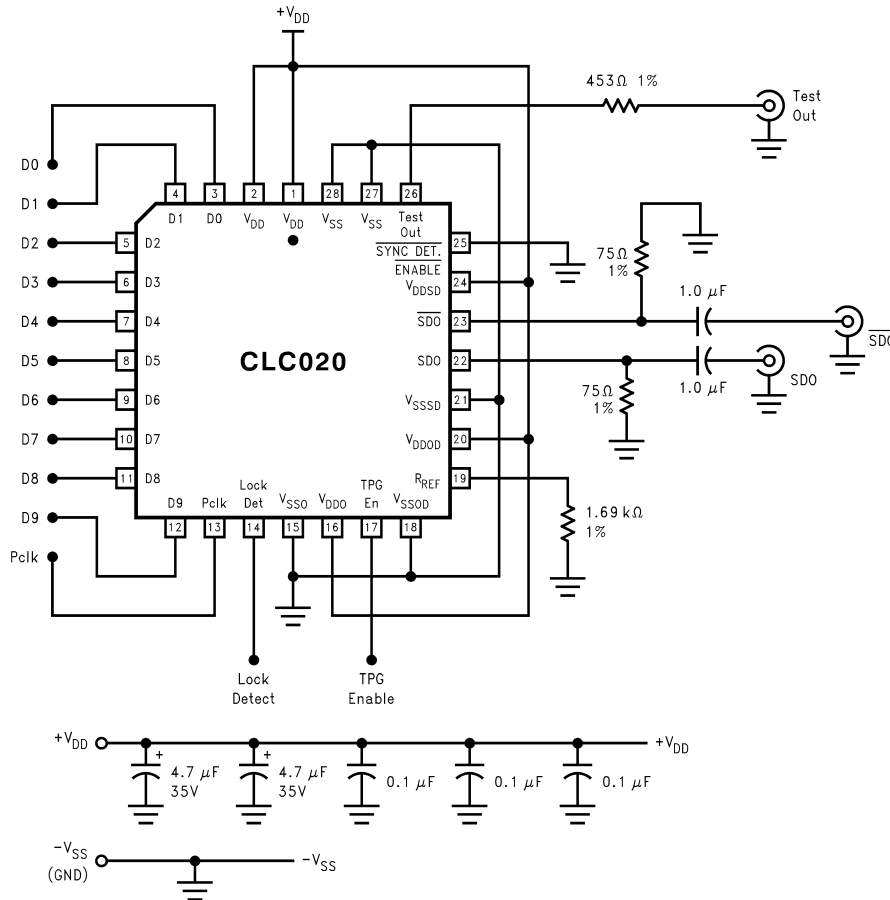 +VDD
453Ω 1%
Test
Out
D0
D1
D2
D3
D4
D5
D6
D7
D8
D9
Pclk
4
3
2
1
28
27
26
D1
D0
VDD
VDD
VSS
VSS
Test
Out
5
D2
6
D3
7
D4
8
D5
9
D6
10
D7
11
D8
CLC020
SYNC DET.
ENABLE
25
VDDSD
24
SDO
23
SDO
22
VSSSD
21
VDDOD
20
RREF
19
D9
Pclk
Lock
Det
VSSO
VDDO
TPG
En
VSSOD
12
13
14
15
16
17
18
75Ω
1%
1.0 μF
SDO
1.0 μF
SDO
75Ω
1%
1.69 kΩ
1%
Lock
Detect
TPG
Enable
+VDD
+VDD
4.7 μF
35V
4.7 μF
35V
0.1 μF
0.1 μF
0.1 μF
+
+
−VSS
(GND)
−VSS